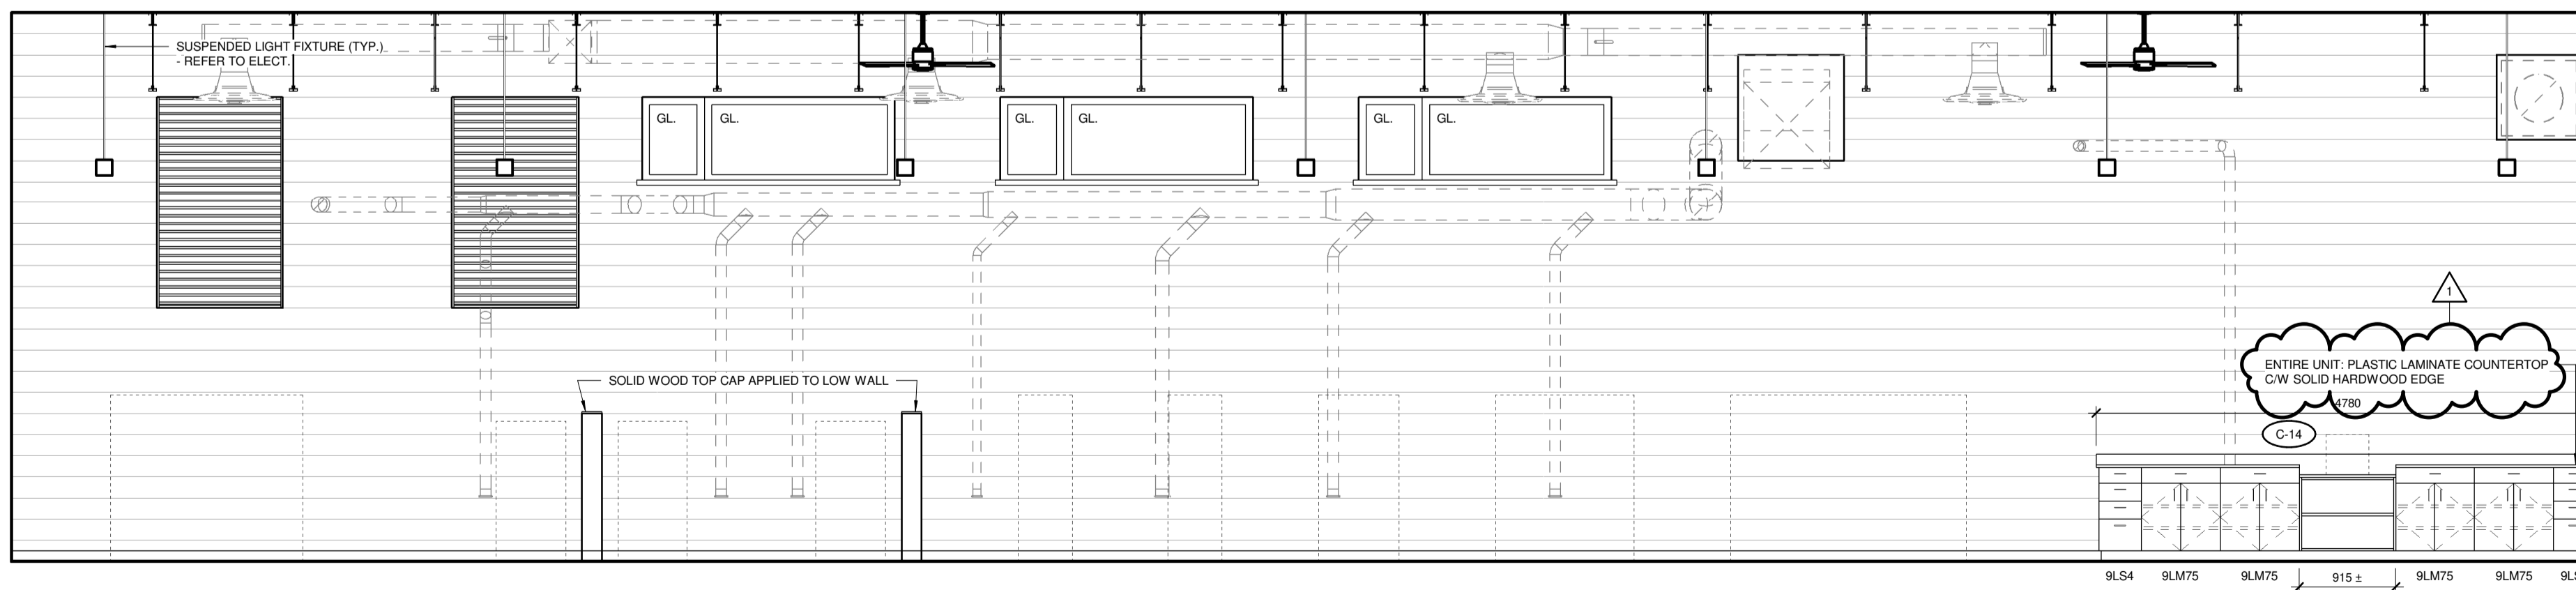 SUSPENDED LIGHT FIXTURE (TYP.)
- REFER TO ELECT.
GL.
GL.
GL.
GL.
GL.
GL.
1
ENTIRE UNIT: PLASTIC LAMINATE COUNTERTOP
C/W SOLID HARDWOOD EDGE
SOLID WOOD TOP CAP APPLIED TO LOW WALL
4780
C-14
9LS4
9LM75
9LM75
915 ±
9LM75
9LM75